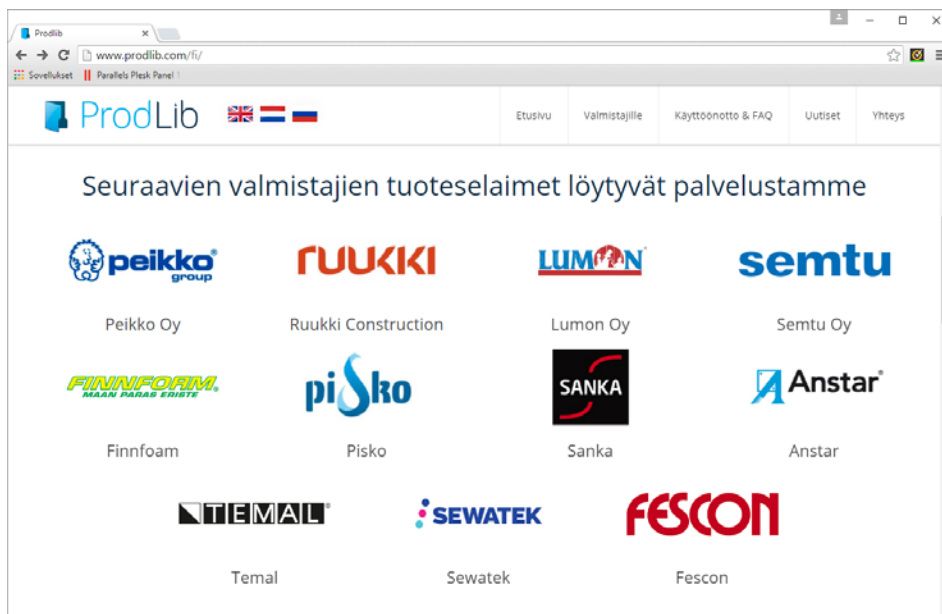 Prodlib
www.prodlib.com/fi/
Sovellukset Parallels Plesk Panel 1
ProdLib Etusivu Valmistajille Käyttöönotto & FAQ Uutiset Yhteys
Seuraavien valmistajien tuoteselaimet löytyvät palvelustamme
peikko® group RUUKKI LUMON® semtu
Peikko Oy Ruukki Construction Lumon Oy Semtu Oy
FINNFOAM® piSko SANKA Anstar®
MAAN PARAS ERISTE
Finnfoam Pisko Sanka Anstar
TEMAL® SEWATEK FESCON
Temal Sewatek Fescon